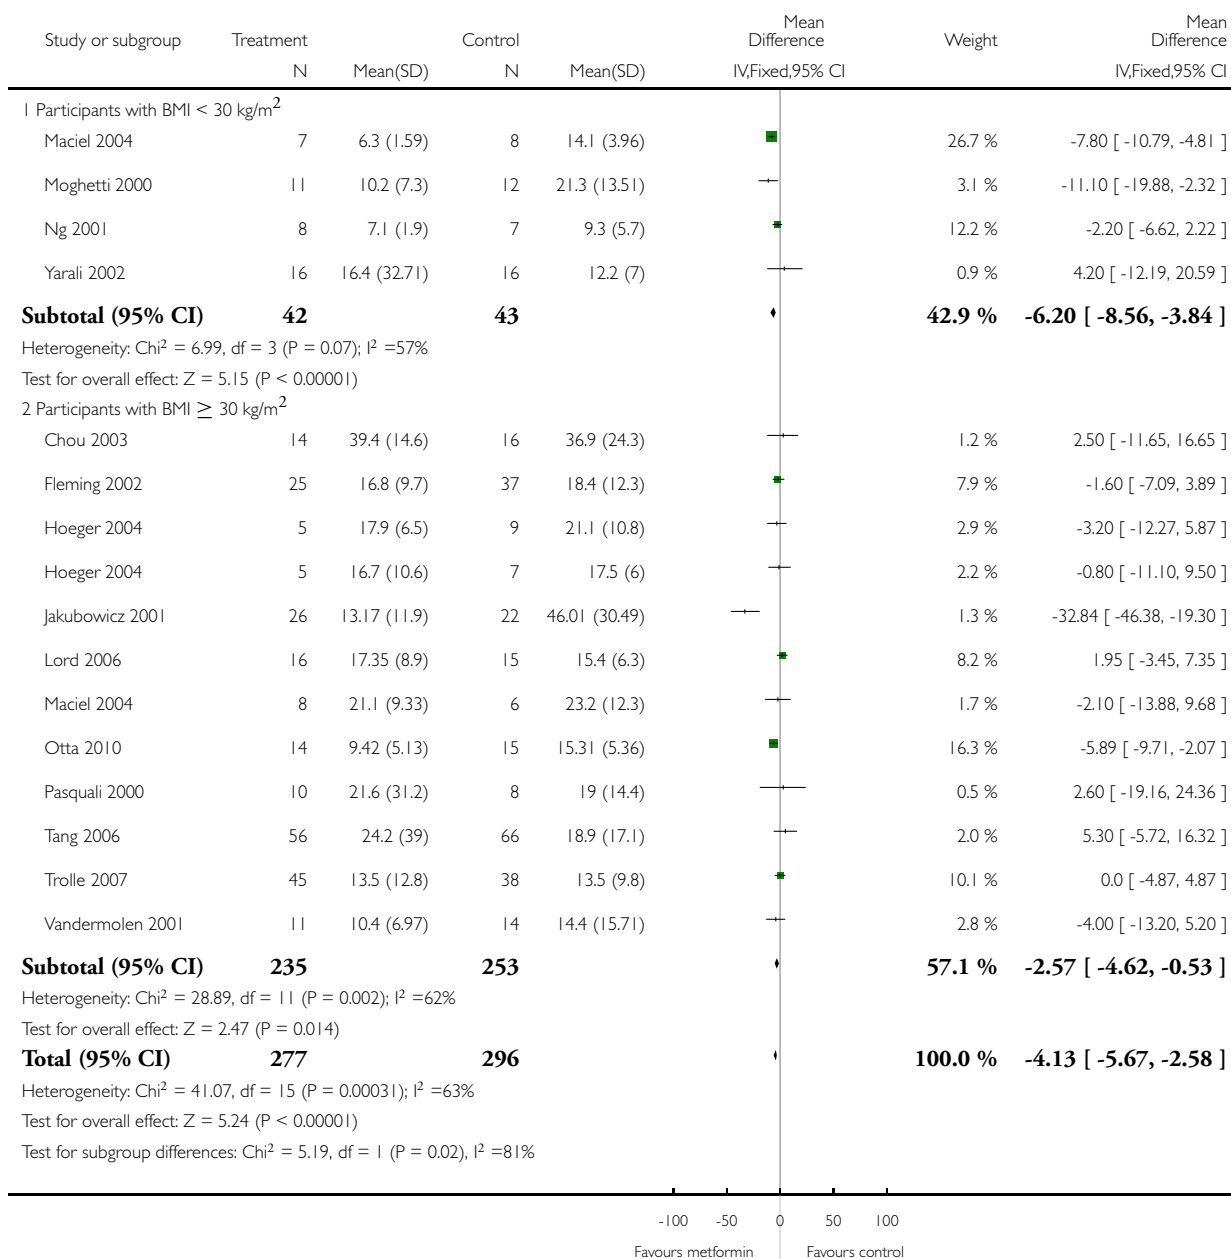 Study or subgroup Treatment Control Mean Difference Weight Mean Difference
N Mean(SD) N Mean(SD) IV,Fixed,95% CI IV,Fixed,95% CI
1 Participants with BMI < 30 kg/m²
Maciel 2004 7 6.3 (1.59) 8 14.1 (3.96) 26.7 % -7.80 [ -10.79, -4.81 ]
Moghetti 2000 11 10.2 (7.3) 12 21.3 (13.51) 3.1 % -11.10 [ -19.88, -2.32 ]
Ng 2001 8 7.1 (1.9) 7 9.3 (5.7) 12.2 % -2.20 [ -6.62, 2.22 ]
Yarali 2002 16 16.4 (32.71) 16 12.2 (7) 0.9 % 4.20 [ -12.19, 20.59 ]
Subtotal (95% CI) 42 43 42.9 % -6.20 [ -8.56, -3.84 ]
Heterogeneity: Chi² = 6.99, df = 3 (P = 0.07); I² =57%
Test for overall effect: Z = 5.15 (P < 0.00001)
2 Participants with BMI ≥ 30 kg/m²
Chou 2003 14 39.4 (14.6) 16 36.9 (24.3) 1.2 % 2.50 [ -11.65, 16.65 ]
Fleming 2002 25 16.8 (9.7) 37 18.4 (12.3) 7.9 % -1.60 [ -7.09, 3.89 ]
Hoeger 2004 5 17.9 (6.5) 9 21.1 (10.8) 2.9 % -3.20 [ -12.27, 5.87 ]
Hoeger 2004 5 16.7 (10.6) 7 17.5 (6) 2.2 % -0.80 [ -11.10, 9.50 ]
Jakubowicz 2001 26 13.17 (11.9) 22 46.01 (30.49) 1.3 % -32.84 [ -46.38, -19.30 ]
Lord 2006 16 17.35 (8.9) 15 15.4 (6.3) 8.2 % 1.95 [ -3.45, 7.35 ]
Maciel 2004 8 21.1 (9.33) 6 23.2 (12.3) 1.7 % -2.10 [ -13.88, 9.68 ]
Otta 2010 14 9.42 (5.13) 15 15.31 (5.36) 16.3 % -5.89 [ -9.71, -2.07 ]
Pasquali 2000 10 21.6 (31.2) 8 19 (14.4) 0.5 % 2.60 [ -19.16, 24.36 ]
Tang 2006 56 24.2 (39) 66 18.9 (17.1) 2.0 % 5.30 [ -5.72, 16.32 ]
Trolle 2007 45 13.5 (12.8) 38 13.5 (9.8) 10.1 % 0.0 [ -4.87, 4.87 ]
Vandermolen 2001 11 10.4 (6.97) 14 14.4 (15.71) 2.8 % -4.00 [ -13.20, 5.20 ]
Subtotal (95% CI) 235 253 57.1 % -2.57 [ -4.62, -0.53 ]
Heterogeneity: Chi² = 28.89, df = 11 (P = 0.002); I² =62%
Test for overall effect: Z = 2.47 (P = 0.014)
Total (95% CI) 277 296 100.0 % -4.13 [ -5.67, -2.58 ]
Heterogeneity: Chi² = 41.07, df = 15 (P = 0.00031); I² =63%
Test for overall effect: Z = 5.24 (P < 0.00001)
Test for subgroup differences: Chi² = 5.19, df = 1 (P = 0.02), I² =81%
-100 -50 0 50 100
Favours metformin Favours control